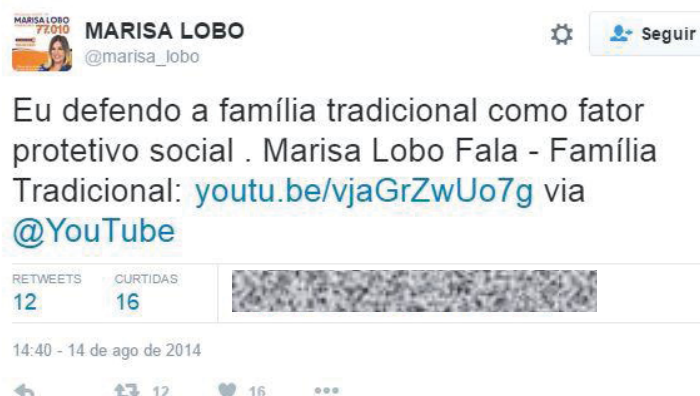 MARISA LOBO
77.010
MARISA LOBO
@marisa_lobo
Seguir
Eu defendo a família tradicional como fator
protetivo social . Marisa Lobo Fala - Família
Tradicional: youtu.be/vjaGrZwUo7g via
@YouTube
RETWEETS CURTIDAS
12 16
14:40 - 14 de ago de 2014
12 16